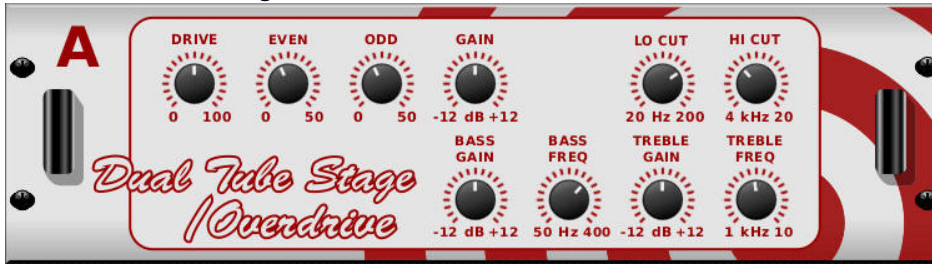 A
DRIVE EVEN ODD GAIN LO CUT HI CUT
0 100 0 50 0 50 -12 dB +12 20 Hz 200 4 kHz 20
BASS GAIN BASS FREQ TREBLE GAIN TREBLE FREQ
-12 dB +12 50 Hz 400 -12 dB +12 1 kHz 10
Dual Tube Stage
/Overdrive